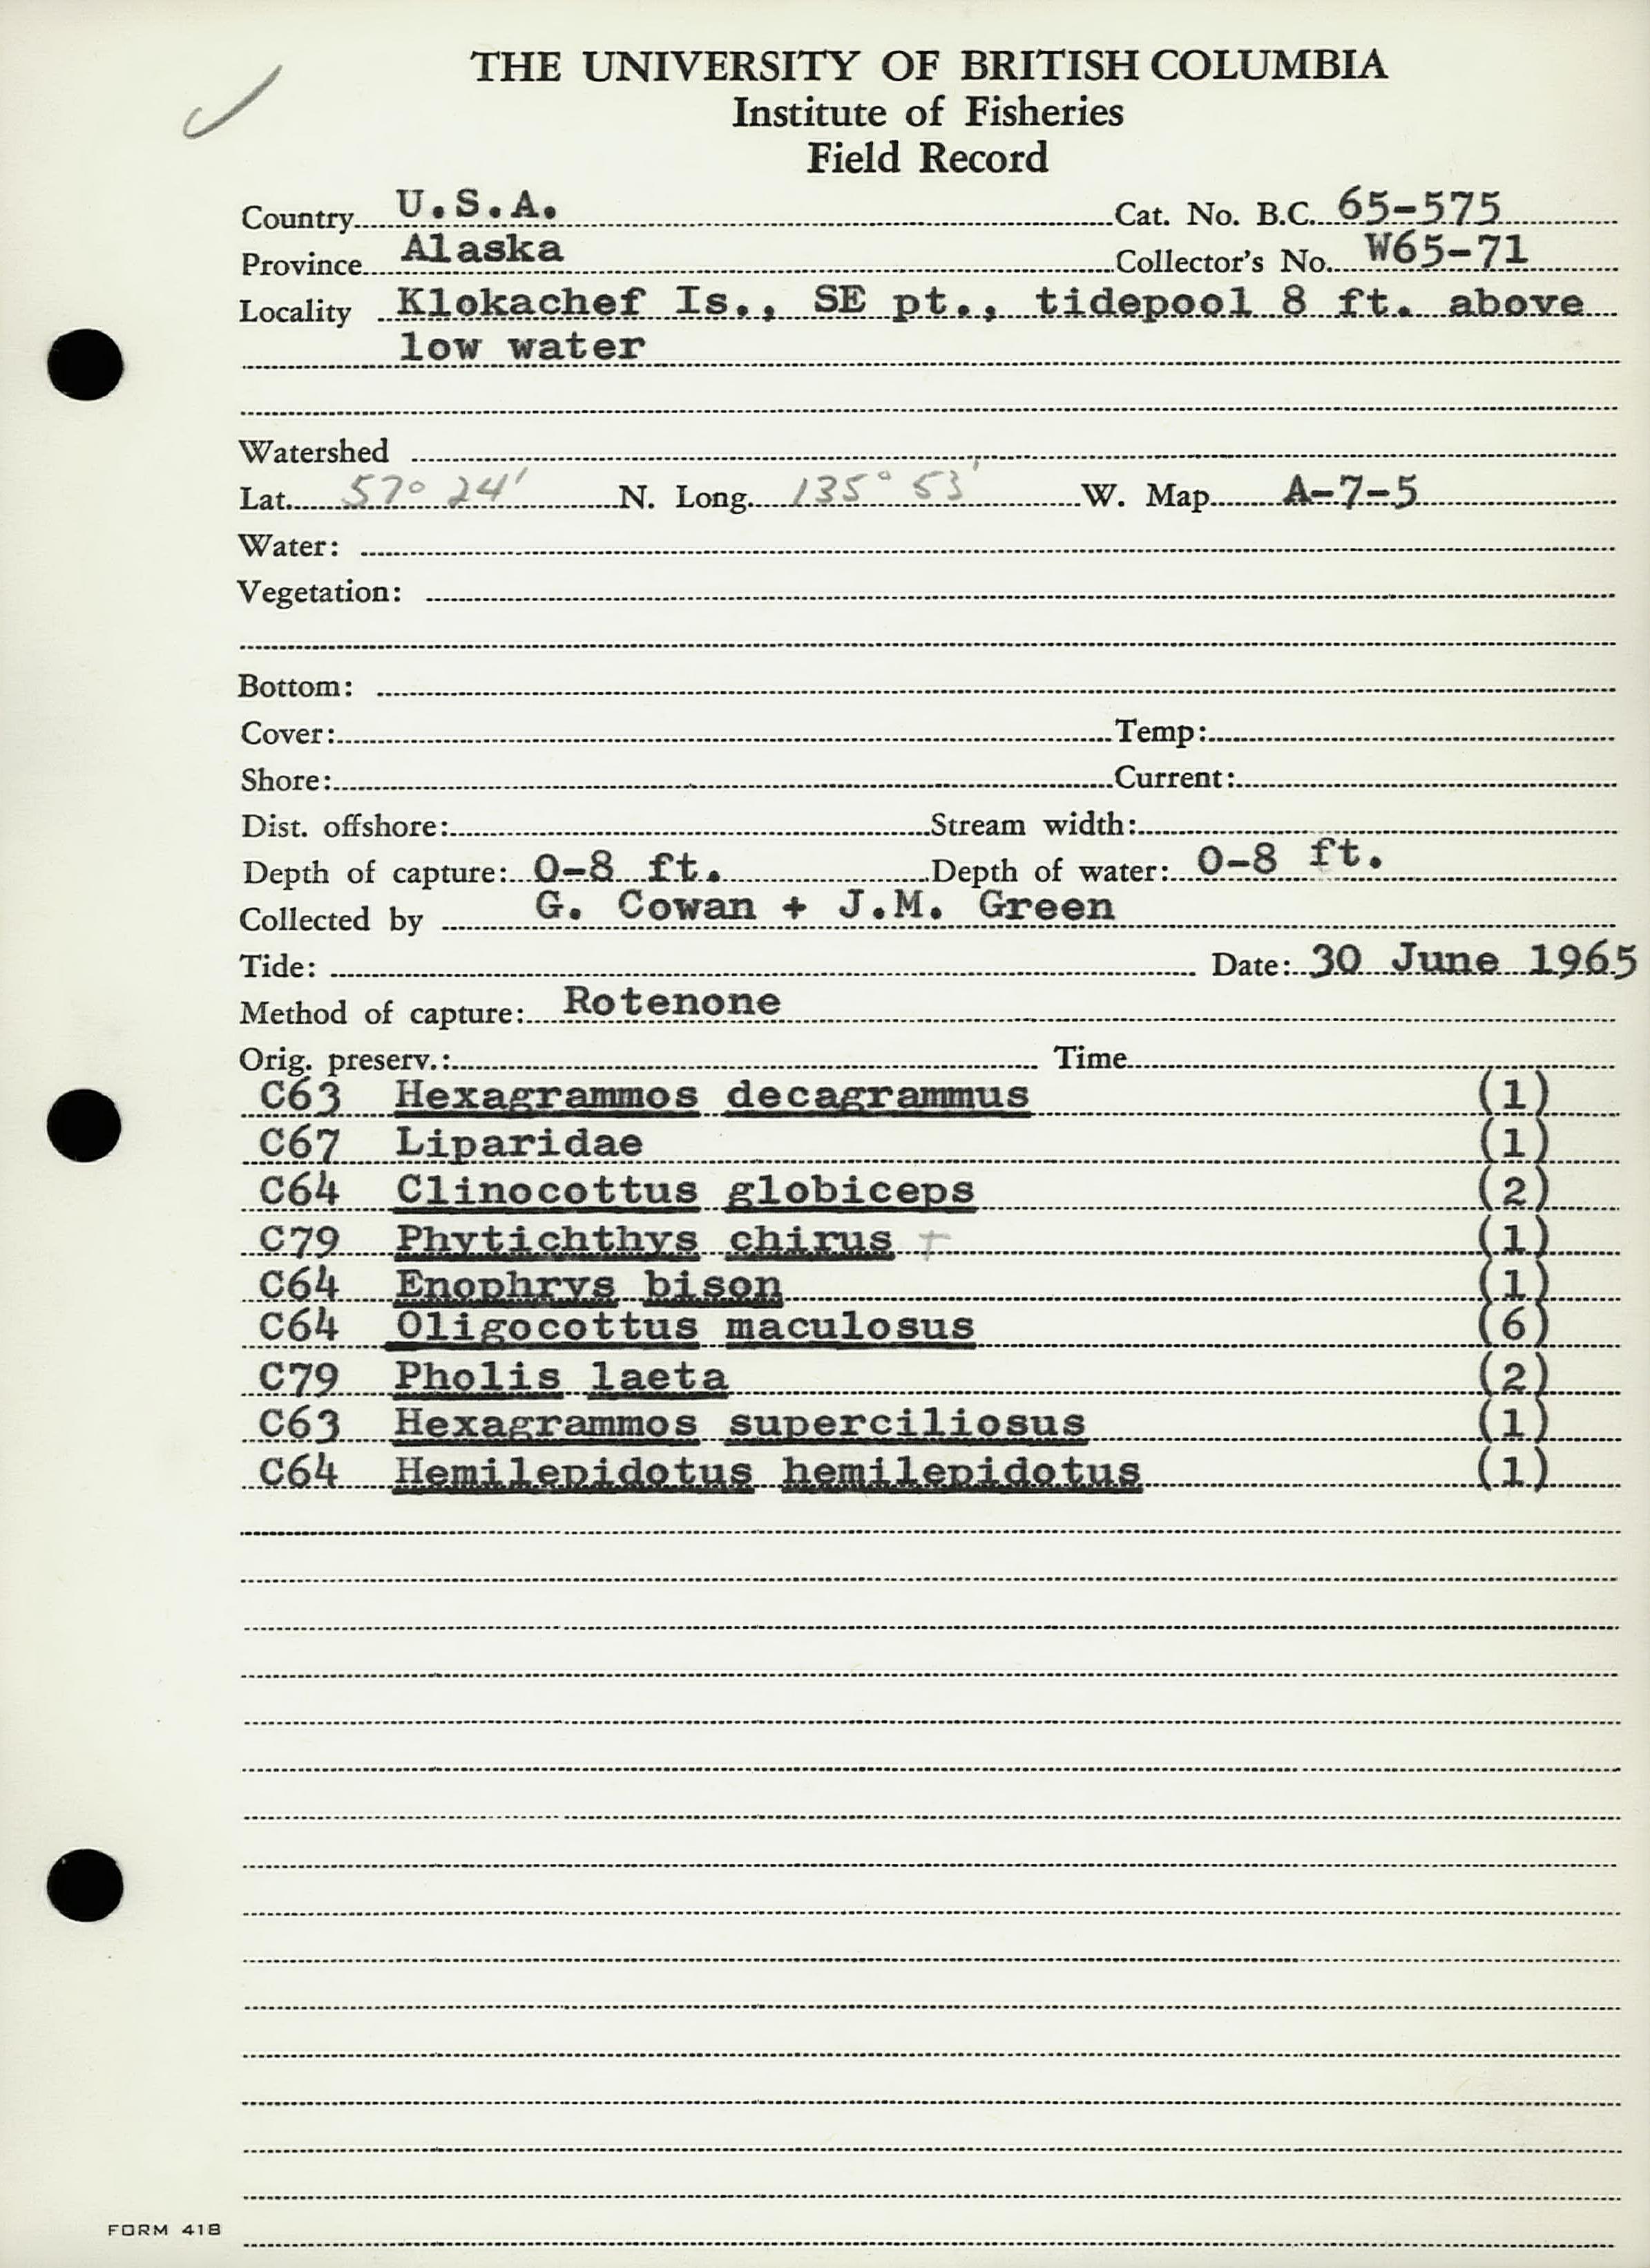 THE UNIVERSITY OF BRITISH COLUMBIA
Institute of Fisheries
Field Record
Country U.S.A. Cat. No. B.C. 65-575
Province Alaska Collector's No. W65-71
Locality Klokachef Is., SE pt., tidepool 8 ft. above
low water
Watershed
Lat. 57° 24' N. Long. 135° 53' W. Map A-7-5
Water:
Vegetation:
Bottom:
Cover: Temp:
Shore: Current:
Dist. offshore: Stream width:
Depth of capture: 0-8 ft. Depth of water: 0-8 ft.
Collected by G. Cowan + J.M. Green
Tide: Date: 30 June 1965
Method of capture: Rotenone
Orig. preserv.: Time
C63 Hexagrammos decagrammus (1)
C67 Liparidae (1)
C64 Clinocottus globiceps (2)
C79 Phytichthys chirus + (1)
C64 Enophrys bison (1)
C64 Oligocottus maculosus (6)
C79 Pholis laeta (2)
C63 Hexagrammos superciliosus (1)
C64 Hemilepidotus hemilepidotus (1)
FORM 418